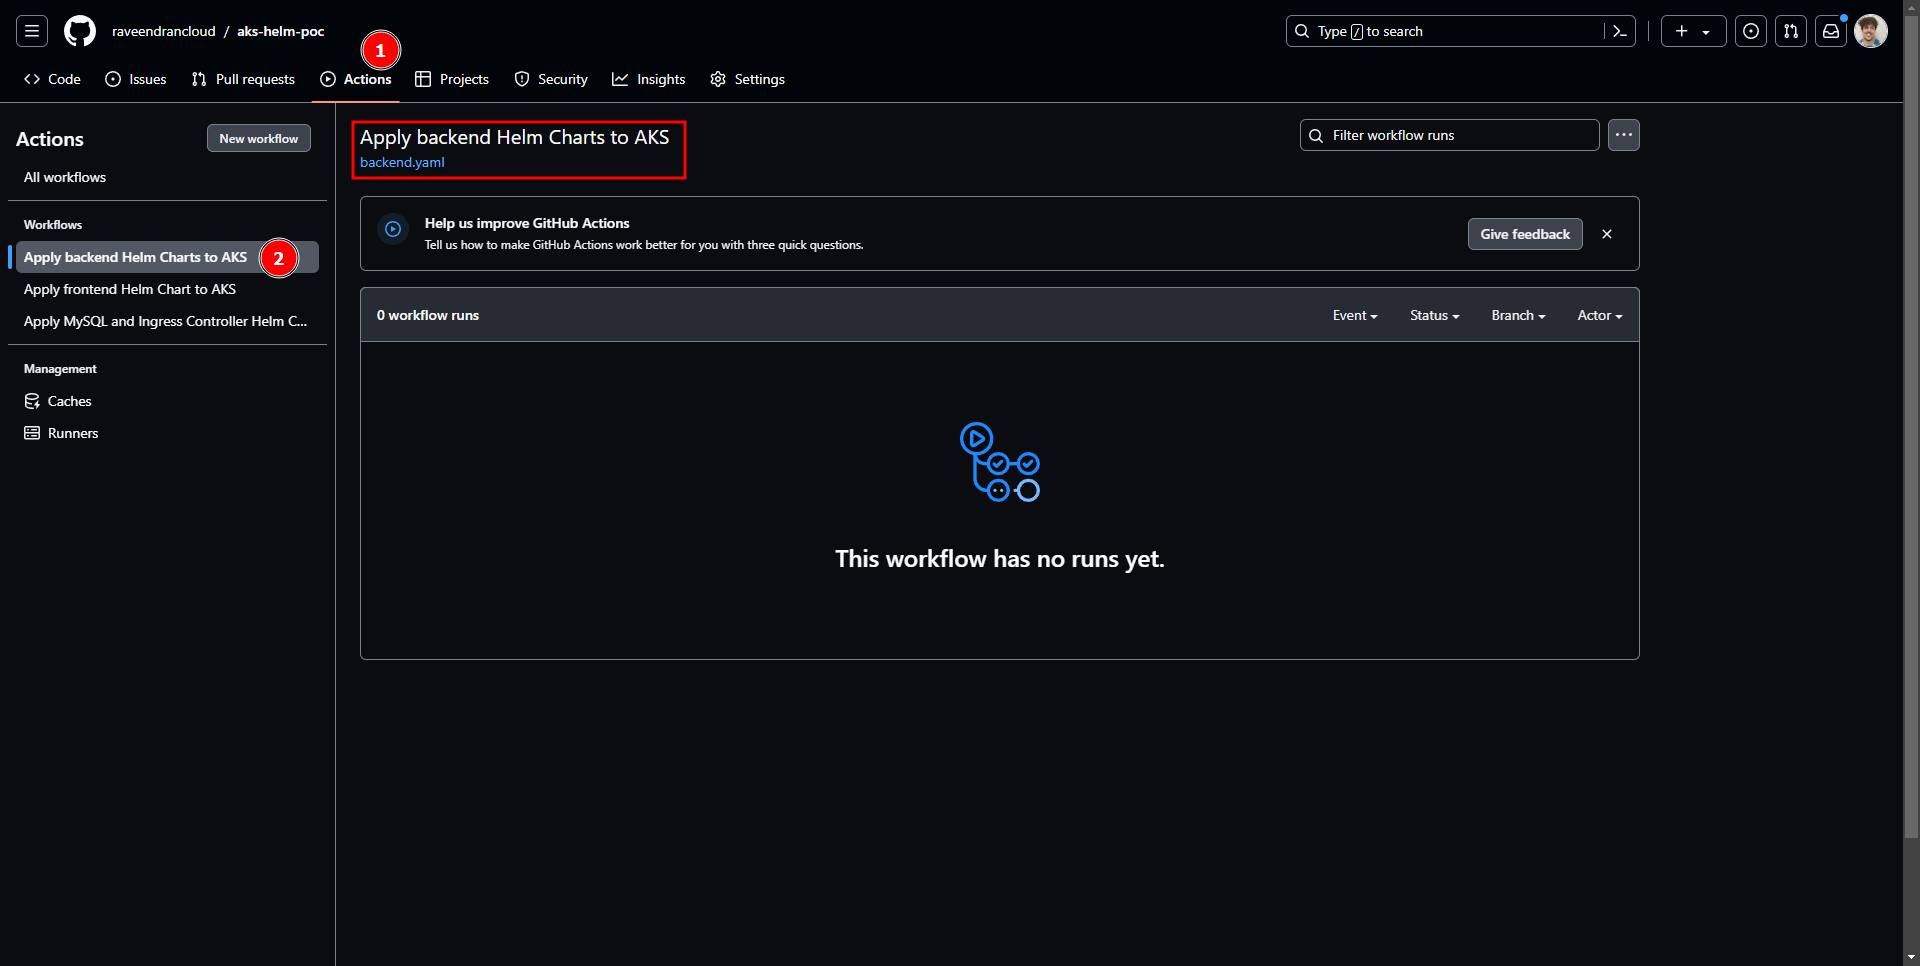 raveendrancloud / aks-helm-poc
Type / to search
1
Code
Issues
Pull requests
Actions
Projects
Security
Insights
Settings
Actions
New workflow
All workflows
Workflows
Apply backend Helm Charts to AKS
2
Apply frontend Helm Chart to AKS
Apply MySQL and Ingress Controller Helm C...
Management
Caches
Runners
Apply backend Helm Charts to AKS
backend.yaml
Filter workflow runs
Help us improve GitHub Actions
Tell us how to make GitHub Actions work better for you with three quick questions.
Give feedback
0 workflow runs
Event
Status
Branch
Actor
This workflow has no runs yet.